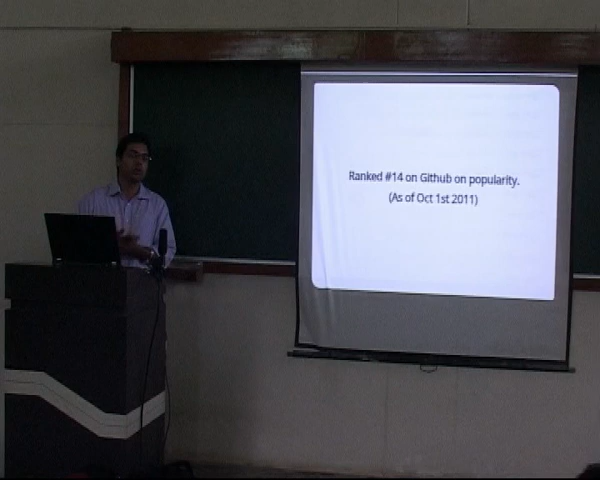 Ranked #14 on Github on popularity.
(As of Oct 1st 2011)